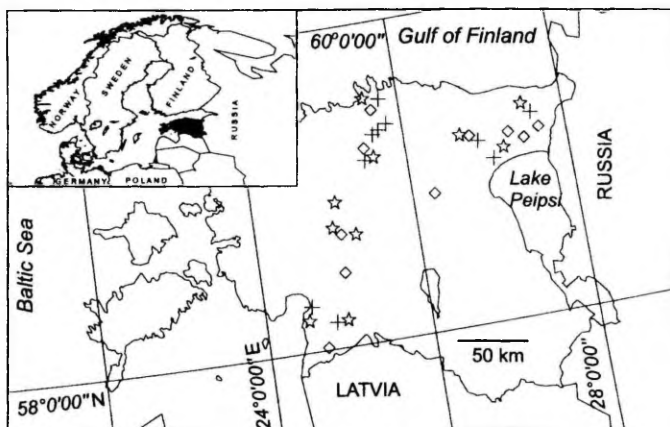 60°0'00"
Gulf of Finland
NORWAY
SWEDEN
FINLAND
RUSSIA
GERMANY
POLAND
Baltic Sea
Lake
Peipsi
RUSSIA
50 km
24°0'00"E
28°0'00"
58°0'00"N
LATVIA